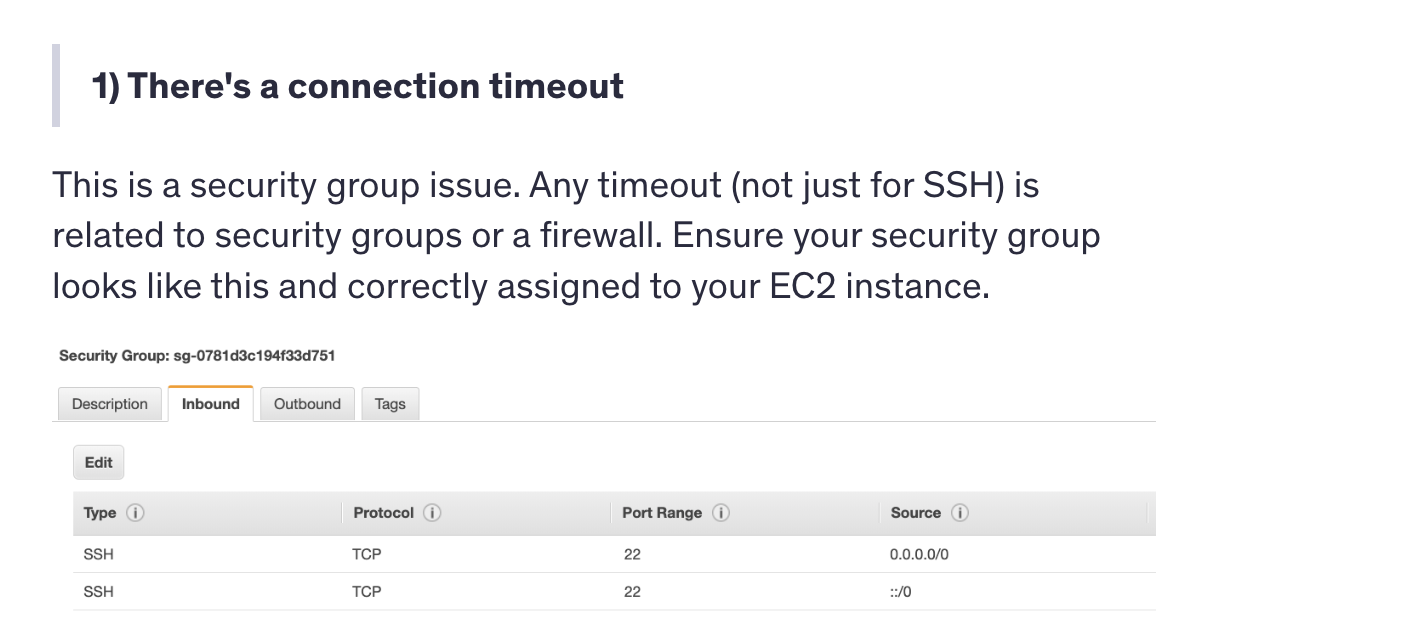 1) There's a connection timeout
This is a security group issue. Any timeout (not just for SSH) is
related to security groups or a firewall. Ensure your security group
looks like this and correctly assigned to your EC2 instance.
Security Group: sg-0781d3c194f33d751
Description Inbound Outbound Tags
Edit
Type i Protocol i Port Range i Source i
SSH TCP 22 0.0.0.0/0
SSH TCP 22 ::/0